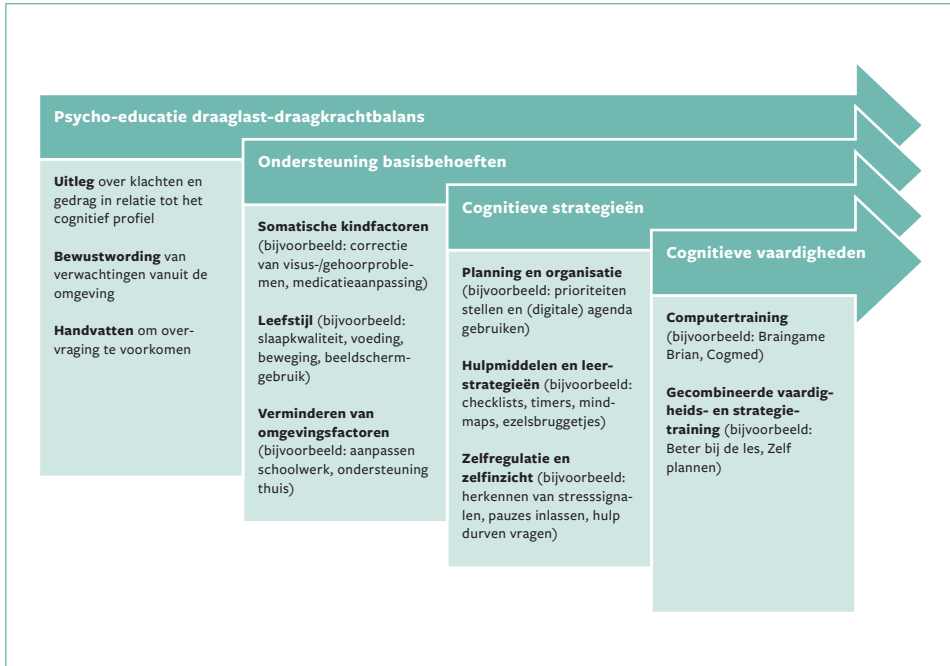 Psycho-educatie draaglast-draagkrachtbalans
Uitleg over klachten en
gedrag in relatie tot het
cognitief profiel
Bewustwording van
verwachtingen vanuit de
omgeving
Handvatten om over-
vraging te voorkomen
Ondersteuning basisbehoeften
Somatische kindfactoren
(bijvoorbeeld: correctie
van visus-/gehoorproble-
men, medicatieaanpassing)
Leefstijl (bijvoorbeeld:
slaapkwaliteit, voeding,
beweging, beeldscherm-
gebruik)
Verminderen van
omgevingsfactoren
(bijvoorbeeld: aanpassen
schoolwerk, ondersteuning
thuis)
Cognitieve strategieën
Planning en organisatie
(bijvoorbeeld: prioriteiten
stellen en (digitale) agenda
gebruiken)
Hulpmiddelen en leer-
strategieën (bijvoorbeeld:
checklists, timers, mind-
maps, ezelsbruggetjes)
Zelfregulatie en
zelfinzicht (bijvoorbeeld:
herkennen van stresssigna-
len, pauzes inlassen, hulp
durven vragen)
Cognitieve vaardigheden
Computertraining
(bijvoorbeeld: Braingame
Brian, Cogmed)
Gecombineerde vaardig-
heids- en strategie-
training (bijvoorbeeld:
Beter bij de les, Zelf
plannen)